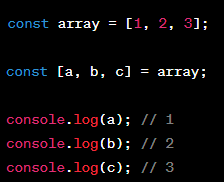 const array = [1, 2, 3];
const [a, b, c] = array;
console.log(a); // 1
console.log(b); // 2
console.log(c); // 3